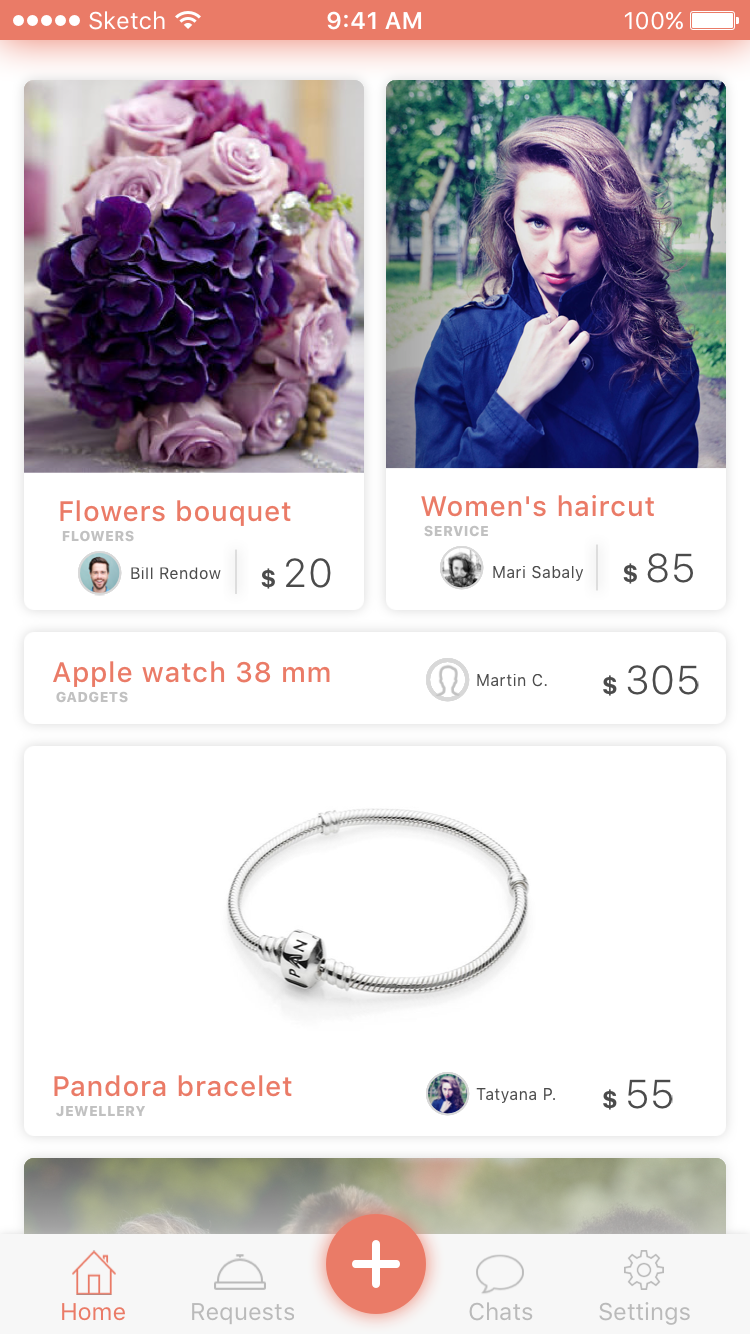 Sketch 9:41 AM 100%
Flowers bouquet
FLOWERS
Bill Rendow $ 20
Women's haircut
SERVICE
Mari Sabaly $ 85
Apple watch 38 mm
GADGETS
Martin C. $ 305
PAN
Pandora bracelet
JEWELLERY
Tatyana P. $ 55
Home Requests Chats Settings